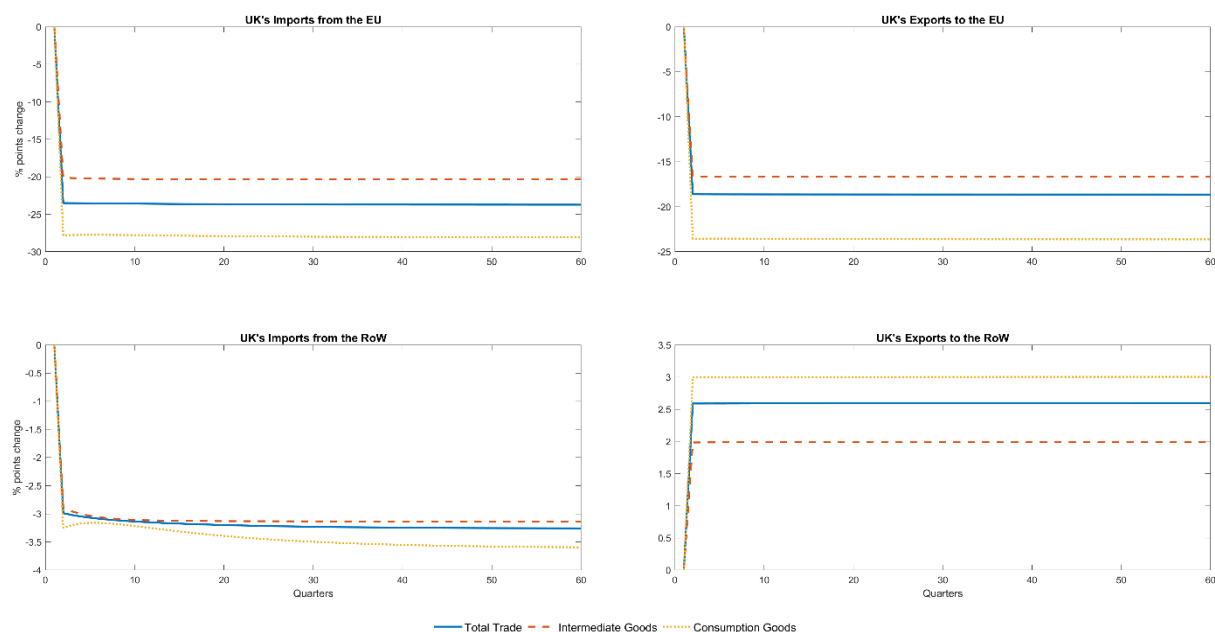 UK's Imports from the EU
0
-5
-10
-15
-20
-25
-30
% points change
0 10 20 30 40 50 60
UK's Exports to the EU
0
-5
-10
-15
-20
-25
0 10 20 30 40 50 60
UK's Imports from the RoW
0
-0.5
-1
-1.5
-2
-2.5
-3
-3.5
-4
% points change
0 10 20 30 40 50 60
Quarters
UK's Exports to the RoW
3.5
3
2.5
2
1.5
1
0.5
0
0 10 20 30 40 50 60
Quarters
Total Trade Intermediate Goods Consumption Goods